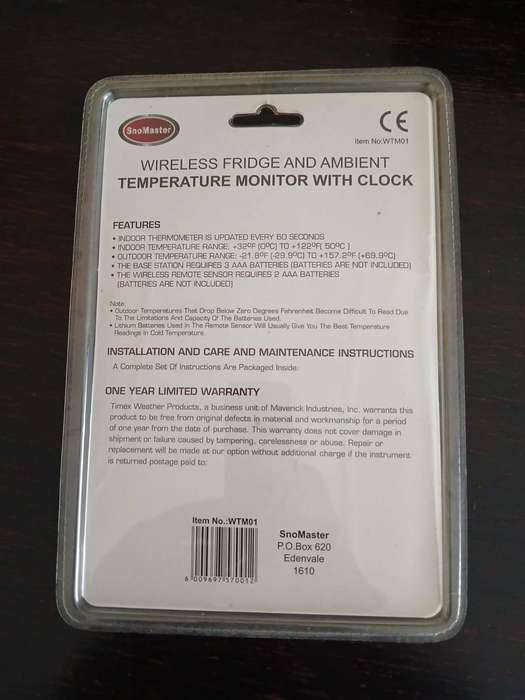 SnoMaster
CE
Item No:WTM01
WIRELESS FRIDGE AND AMBIENT
TEMPERATURE MONITOR WITH CLOCK
FEATURES
• INDOOR THERMOMETER IS UPDATED EVERY 60 SECONDS
• INDOOR TEMPERATURE RANGE: +32ºF (0ºC) TO +122ºF( 50ºC )
• OUTDOOR TEMPERATURE RANGE: -21.8ºF (-29.9ºC) TO +157.2ºF (+69.9ºC)
• THE BASE STATION REQUIRES 3 AAA BATTERIES (BATTERIES ARE NOT INCLUDED)
• THE WIRELESS REMOTE SENSOR REQUIRES 2 AAA BATTERIES
(BATTERIES ARE NOT INCLUDED)
Note:
• Outdoor Temperatures That Drop Below Zero Degrees Fahrenheit Become Difficult To Read Due
To The Limitations And Capacity Of The Batteries Used.
• Lithium Batteries Used In The Remote Sensor Will Usually Give You The Best Temperature
Readings In Cold Temperature.
INSTALLATION AND CARE AND MAINTENANCE INSTRUCTIONS
A Complete Set Of Instructions Are Packaged Inside.
ONE YEAR LIMITED WARRANTY
Timex Weather Products, a business unit of Maverick Industries, Inc. warrants this
product to be free from original defects in material and workmanship for a period
of one year from the date of purchase. This warranty does not cover damage in
shipment or failure caused by tampering, carelessness or abuse. Repair or
replacement will be made at our option without additional charge if the instrument
is returned postage paid to:
Item No.:WTM01
6 009697 570012
SnoMaster
P.O.Box 620
Edenvale
1610